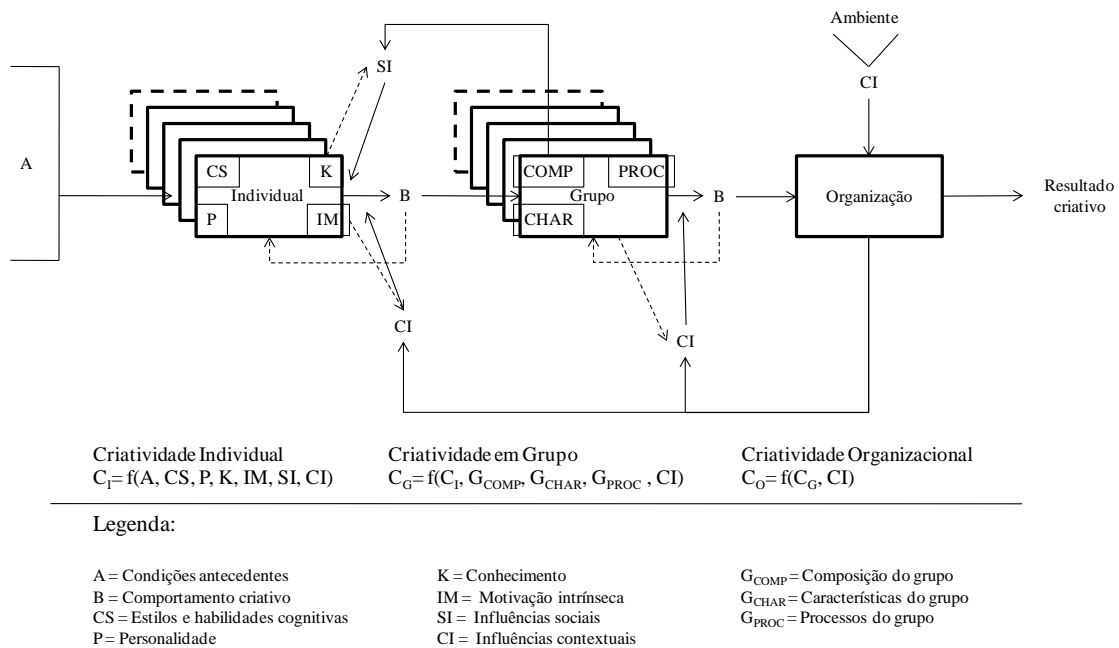 Ambiente
SI
CI
A
CS
K
COMP
PROC
Individual
B
Grupo
B
Organização
Resultado
criativo
P
IM
CHAR
CI
CI
Criatividade Individual
C_I= f(A, CS, P, K, IM, SI, CI)
Criatividade em Grupo
C_G= f(C_I, G_COMP, G_CHAR, G_PROC , CI)
Criatividade Organizacional
C_O= f(C_G, CI)
Legenda:
A = Condições antecedentes
B = Comportamento criativo
CS = Estilos e habilidades cognitivas
P = Personalidade
K = Conhecimento
IM = Motivação intrínseca
SI = Influências sociais
CI = Influências contextuais
G_COMP = Composição do grupo
G_CHAR = Características do grupo
G_PROC = Processos do grupo